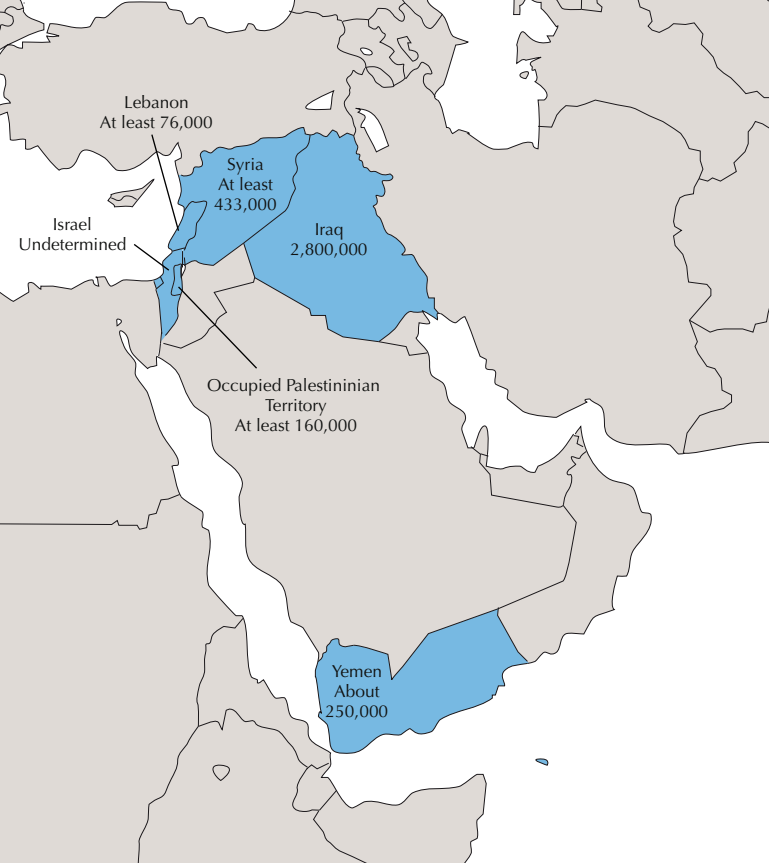 Lebanon
At least 76,000
Syria
At least
433,000
Israel
Undetermined
Iraq
2,800,000
Occupied Palestininian
Territory
At least 160,000
Yemen
About
250,000